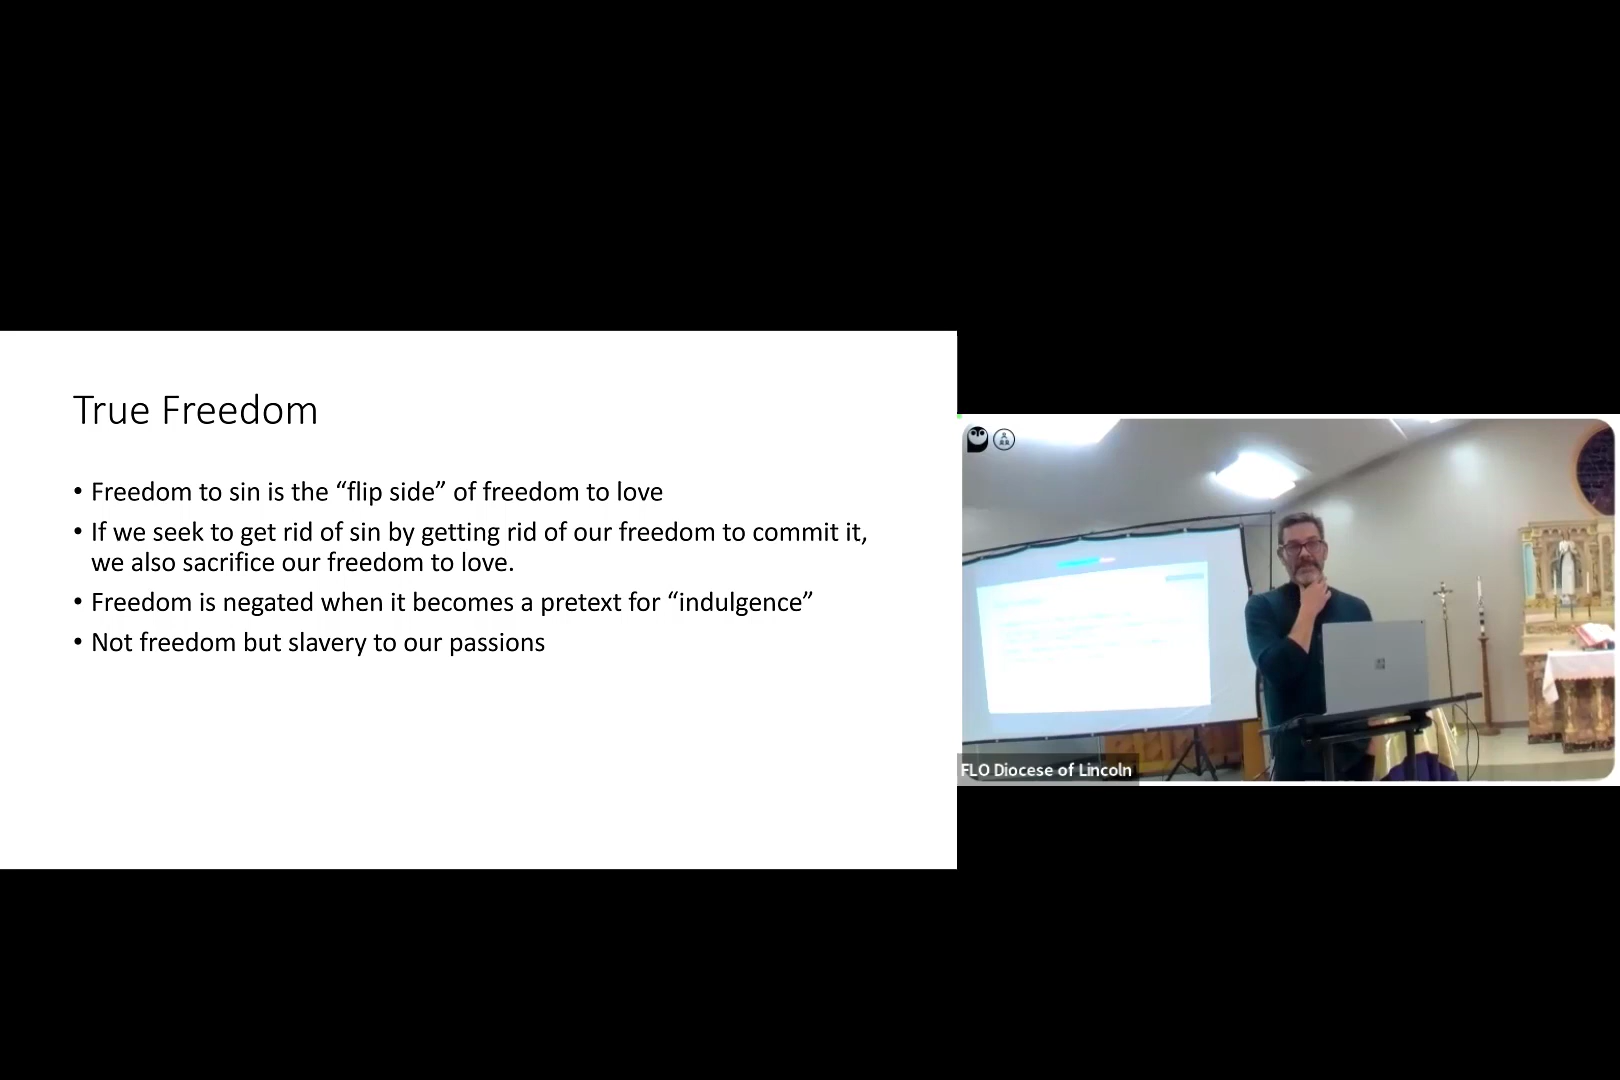 True Freedom
• Freedom to sin is the “flip side” of freedom to love
• If we seek to get rid of sin by getting rid of our freedom to commit it,
we also sacrifice our freedom to love.
• Freedom is negated when it becomes a pretext for “indulgence”
• Not freedom but slavery to our passions
FLO Diocese of Lincoln